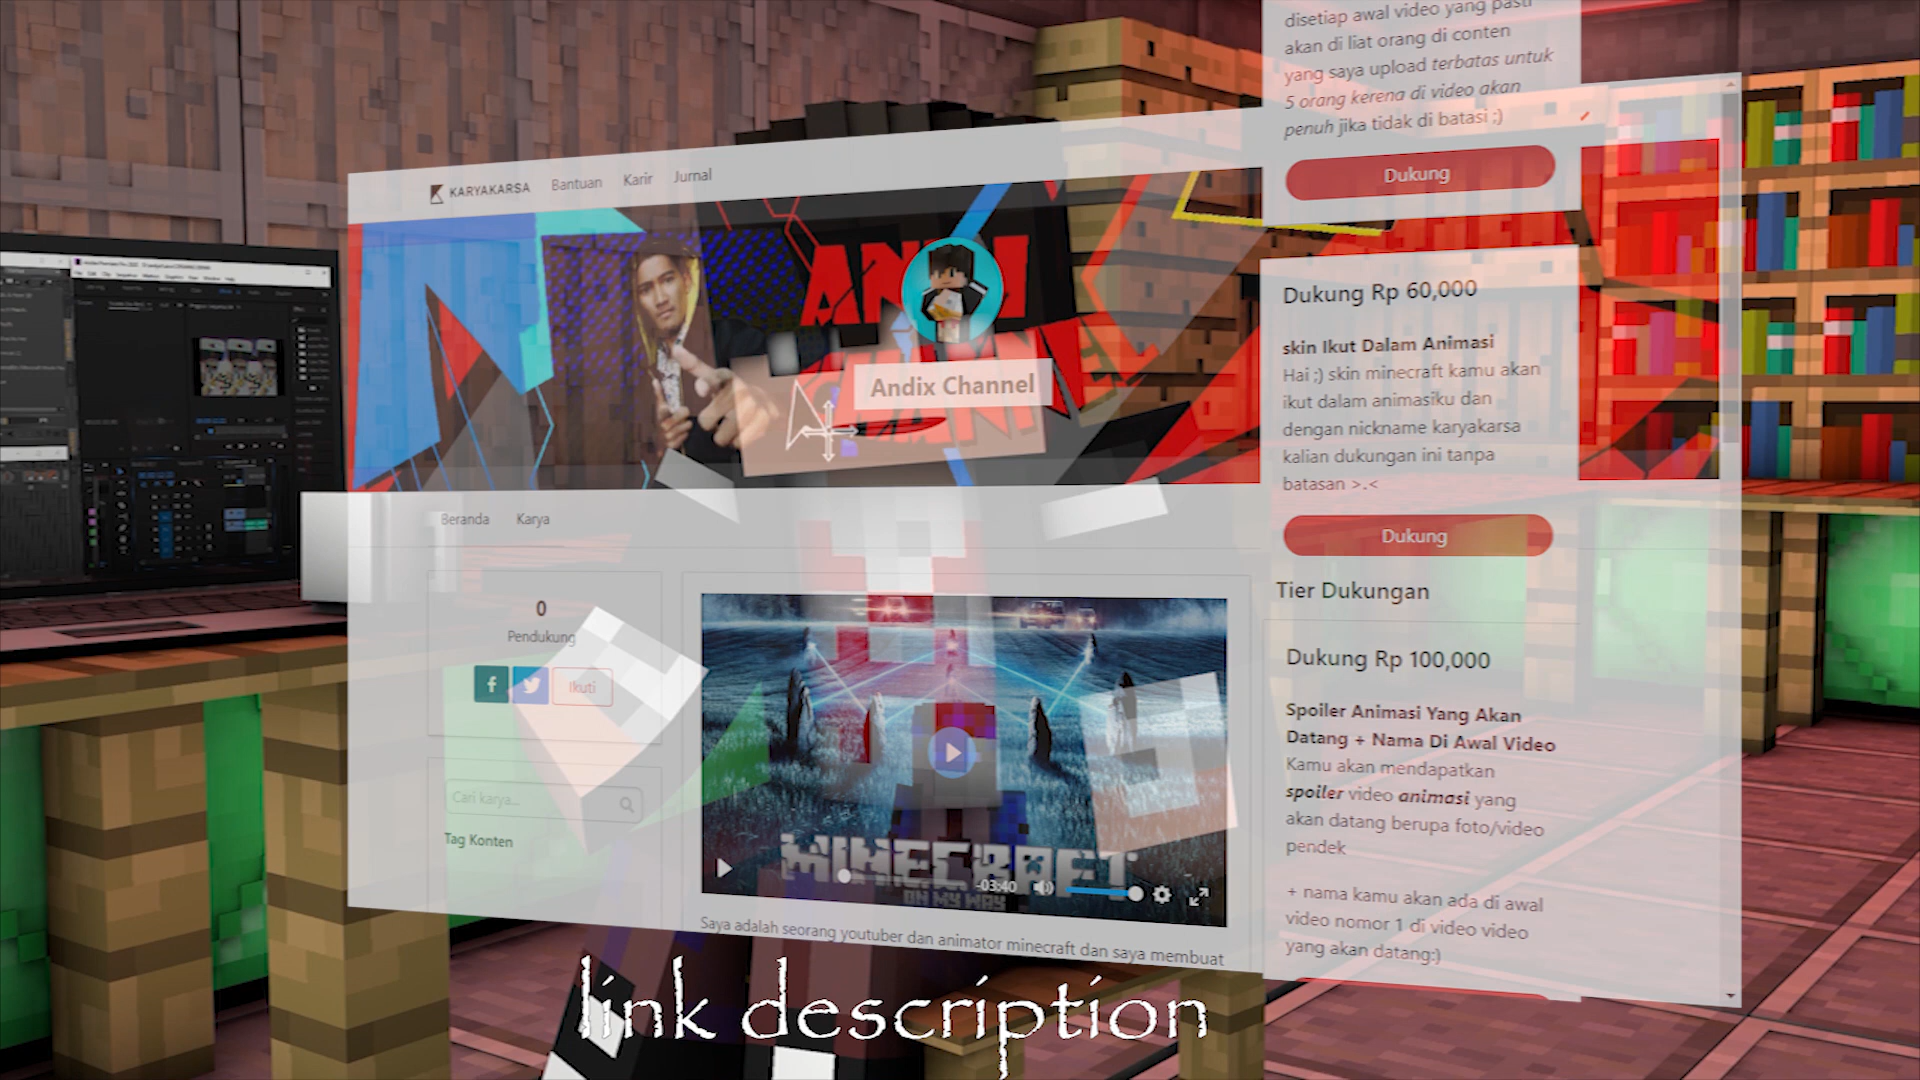 KARYAKARSA Bantuan Karir Jurnal
Andix Channel
Beranda Karya
0
Pendukung
Ikuti
Cari karya...
Tag Konten
MINECRAFT
ON MY WAY
-03:40
Saya adalah seorang youtuber dan animator minecraft dan saya membuat
disetiap awal video yang pasti
akan di liat orang di conten
yang saya upload terbatas untuk
5 orang kerena di video akan
penuh jika tidak di batasi ;)
Dukung
Dukung Rp 60,000
skin Ikut Dalam Animasi
Hai ;) skin minecraft kamu akan
ikut dalam animasiku dan
dengan nickname karyakarsa
kalian dukungan ini tanpa
batasan >.<
Dukung
Tier Dukungan
Dukung Rp 100,000
Spoiler Animasi Yang Akan
Datang + Nama Di Awal Video
Kamu akan mendapatkan
spoiler video animasi yang
akan datang berupa foto/video
pendek
+ nama kamu akan ada di awal
video nomor 1 di video video
yang akan datang:)
link description